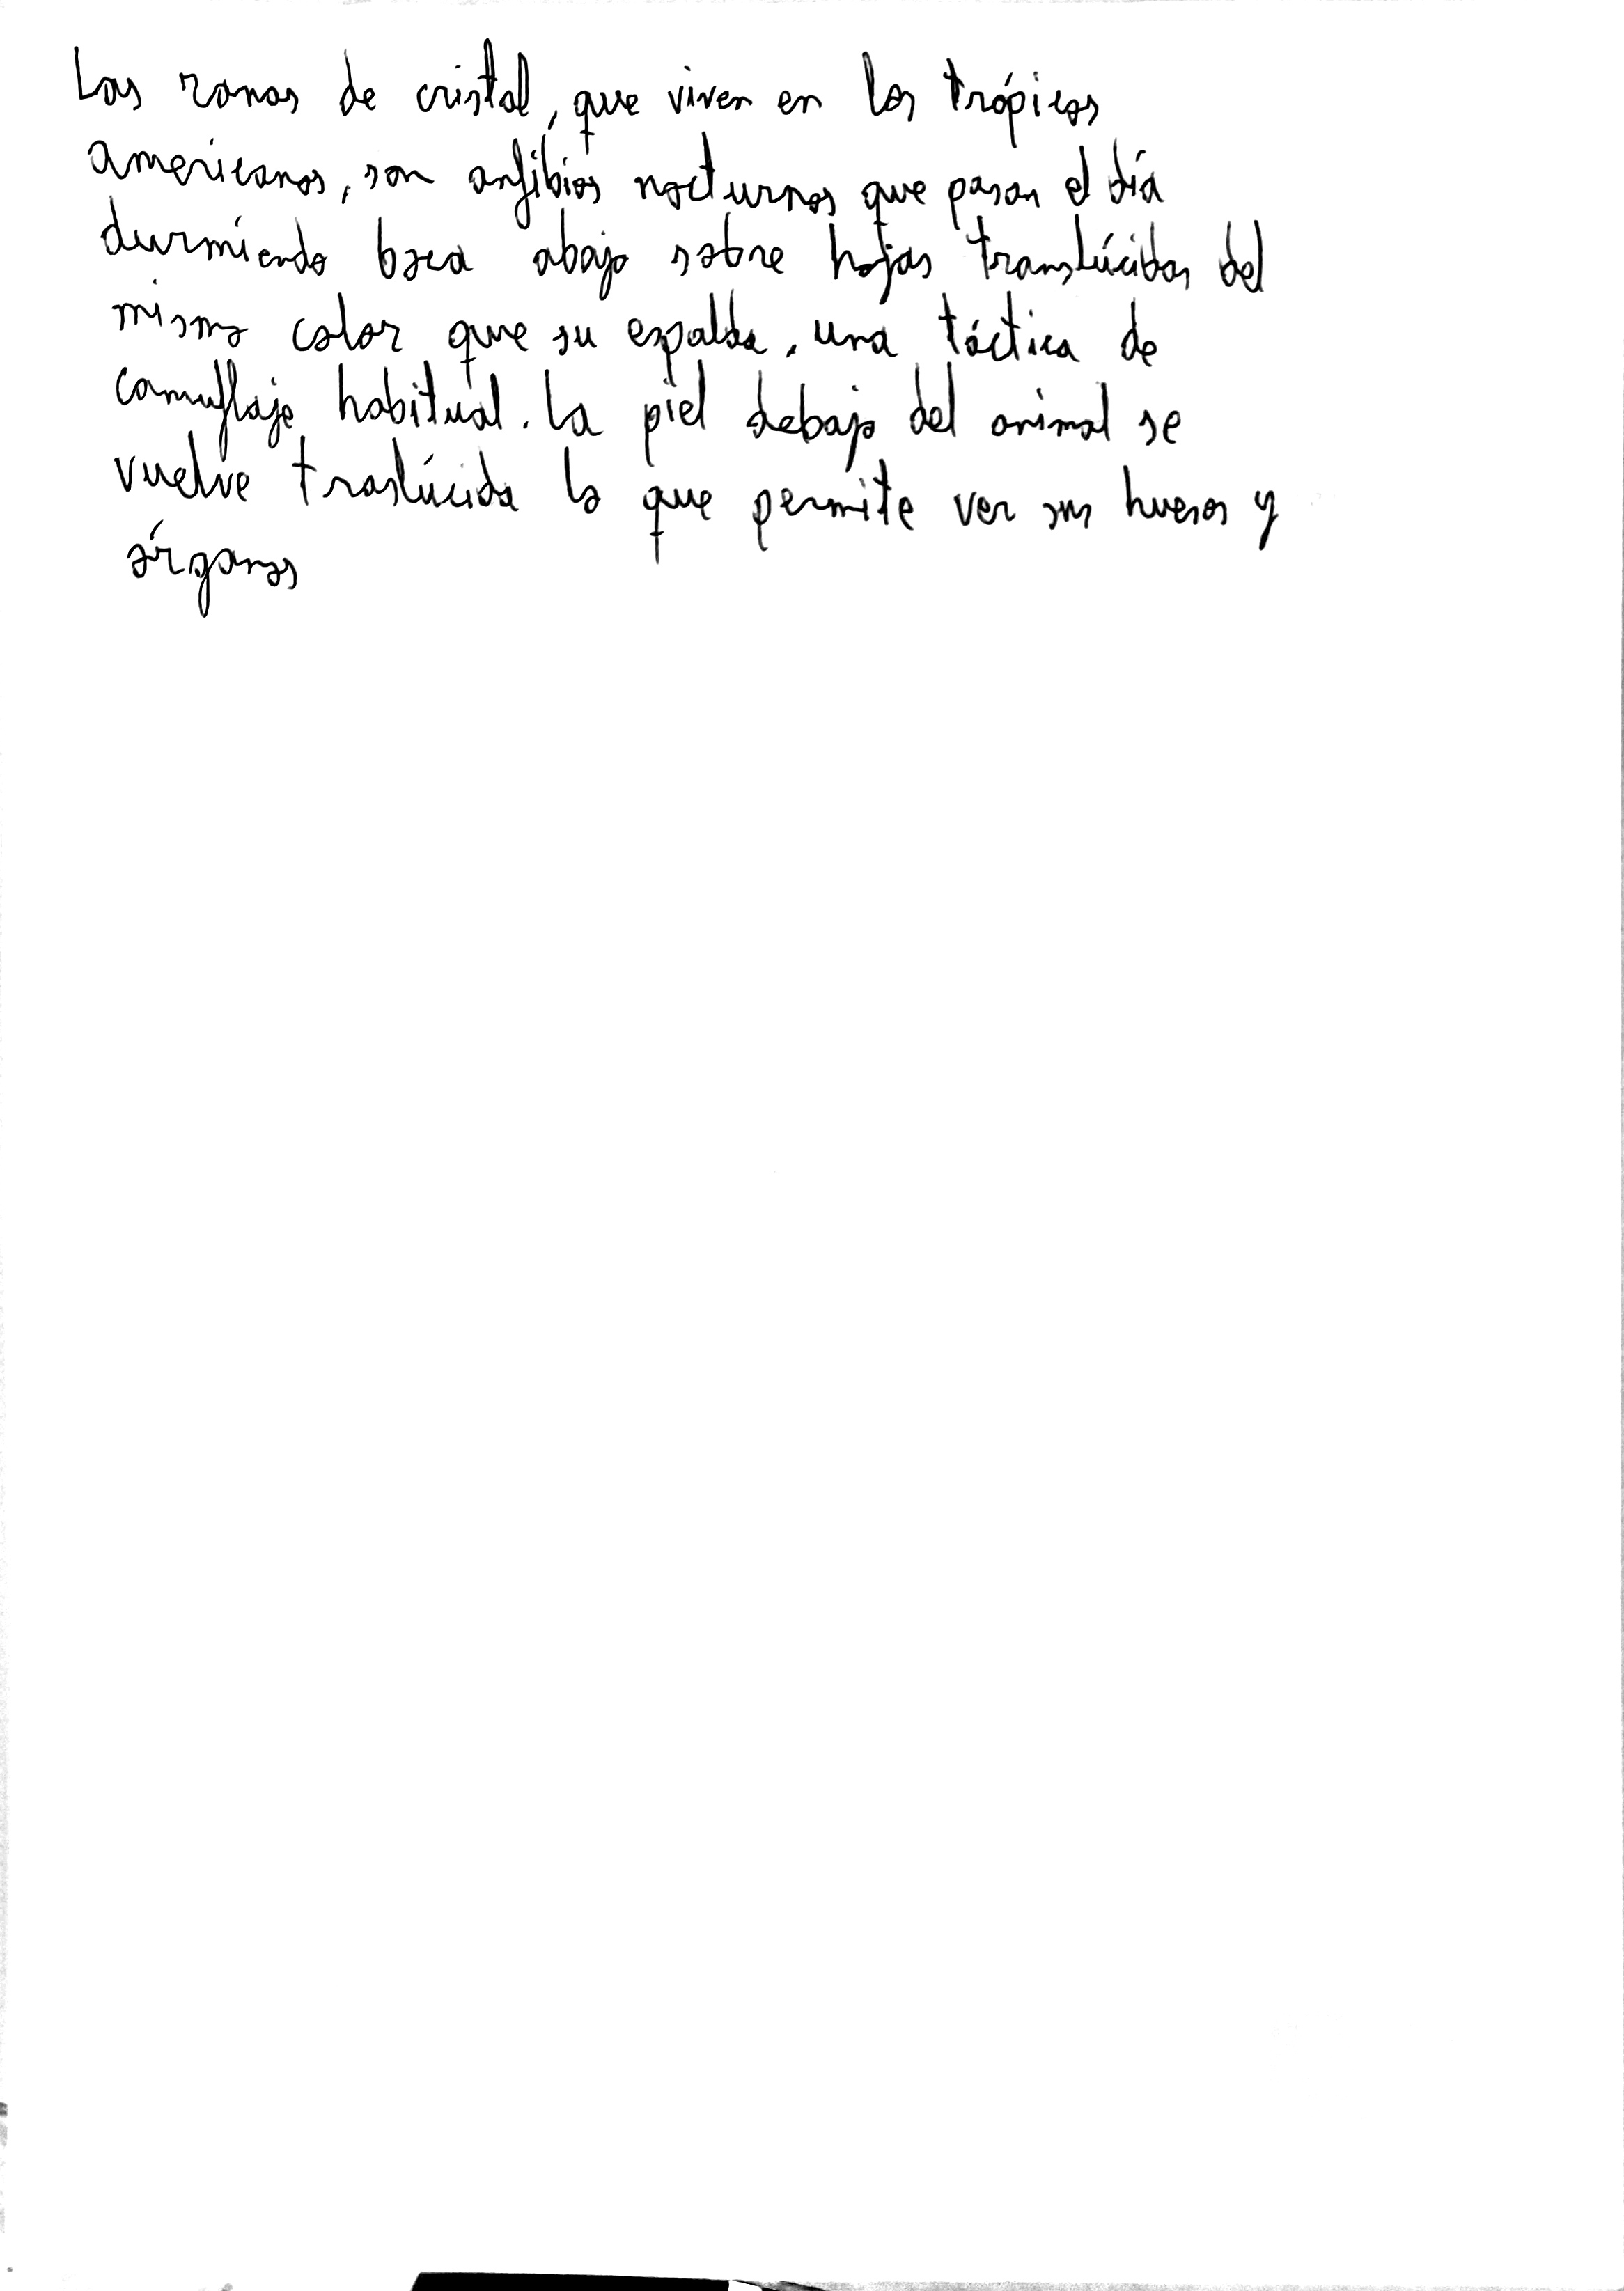 Las ranas de cristal, que viven en los trópicos
americanos, son anfibios nocturnos que pasan el día
durmiendo boca abajo sobre hojas translúcidas del
mismo color que su espalda, una táctica de
camuflaje habitual. La piel debajo del animal se
vuelve traslúcida lo que permite ver sus huesos y
órganos